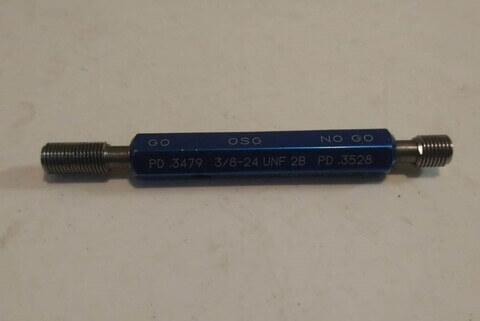 GO OSG NO GO
PD .3479 3/8-24 UNF 2B PD .3528